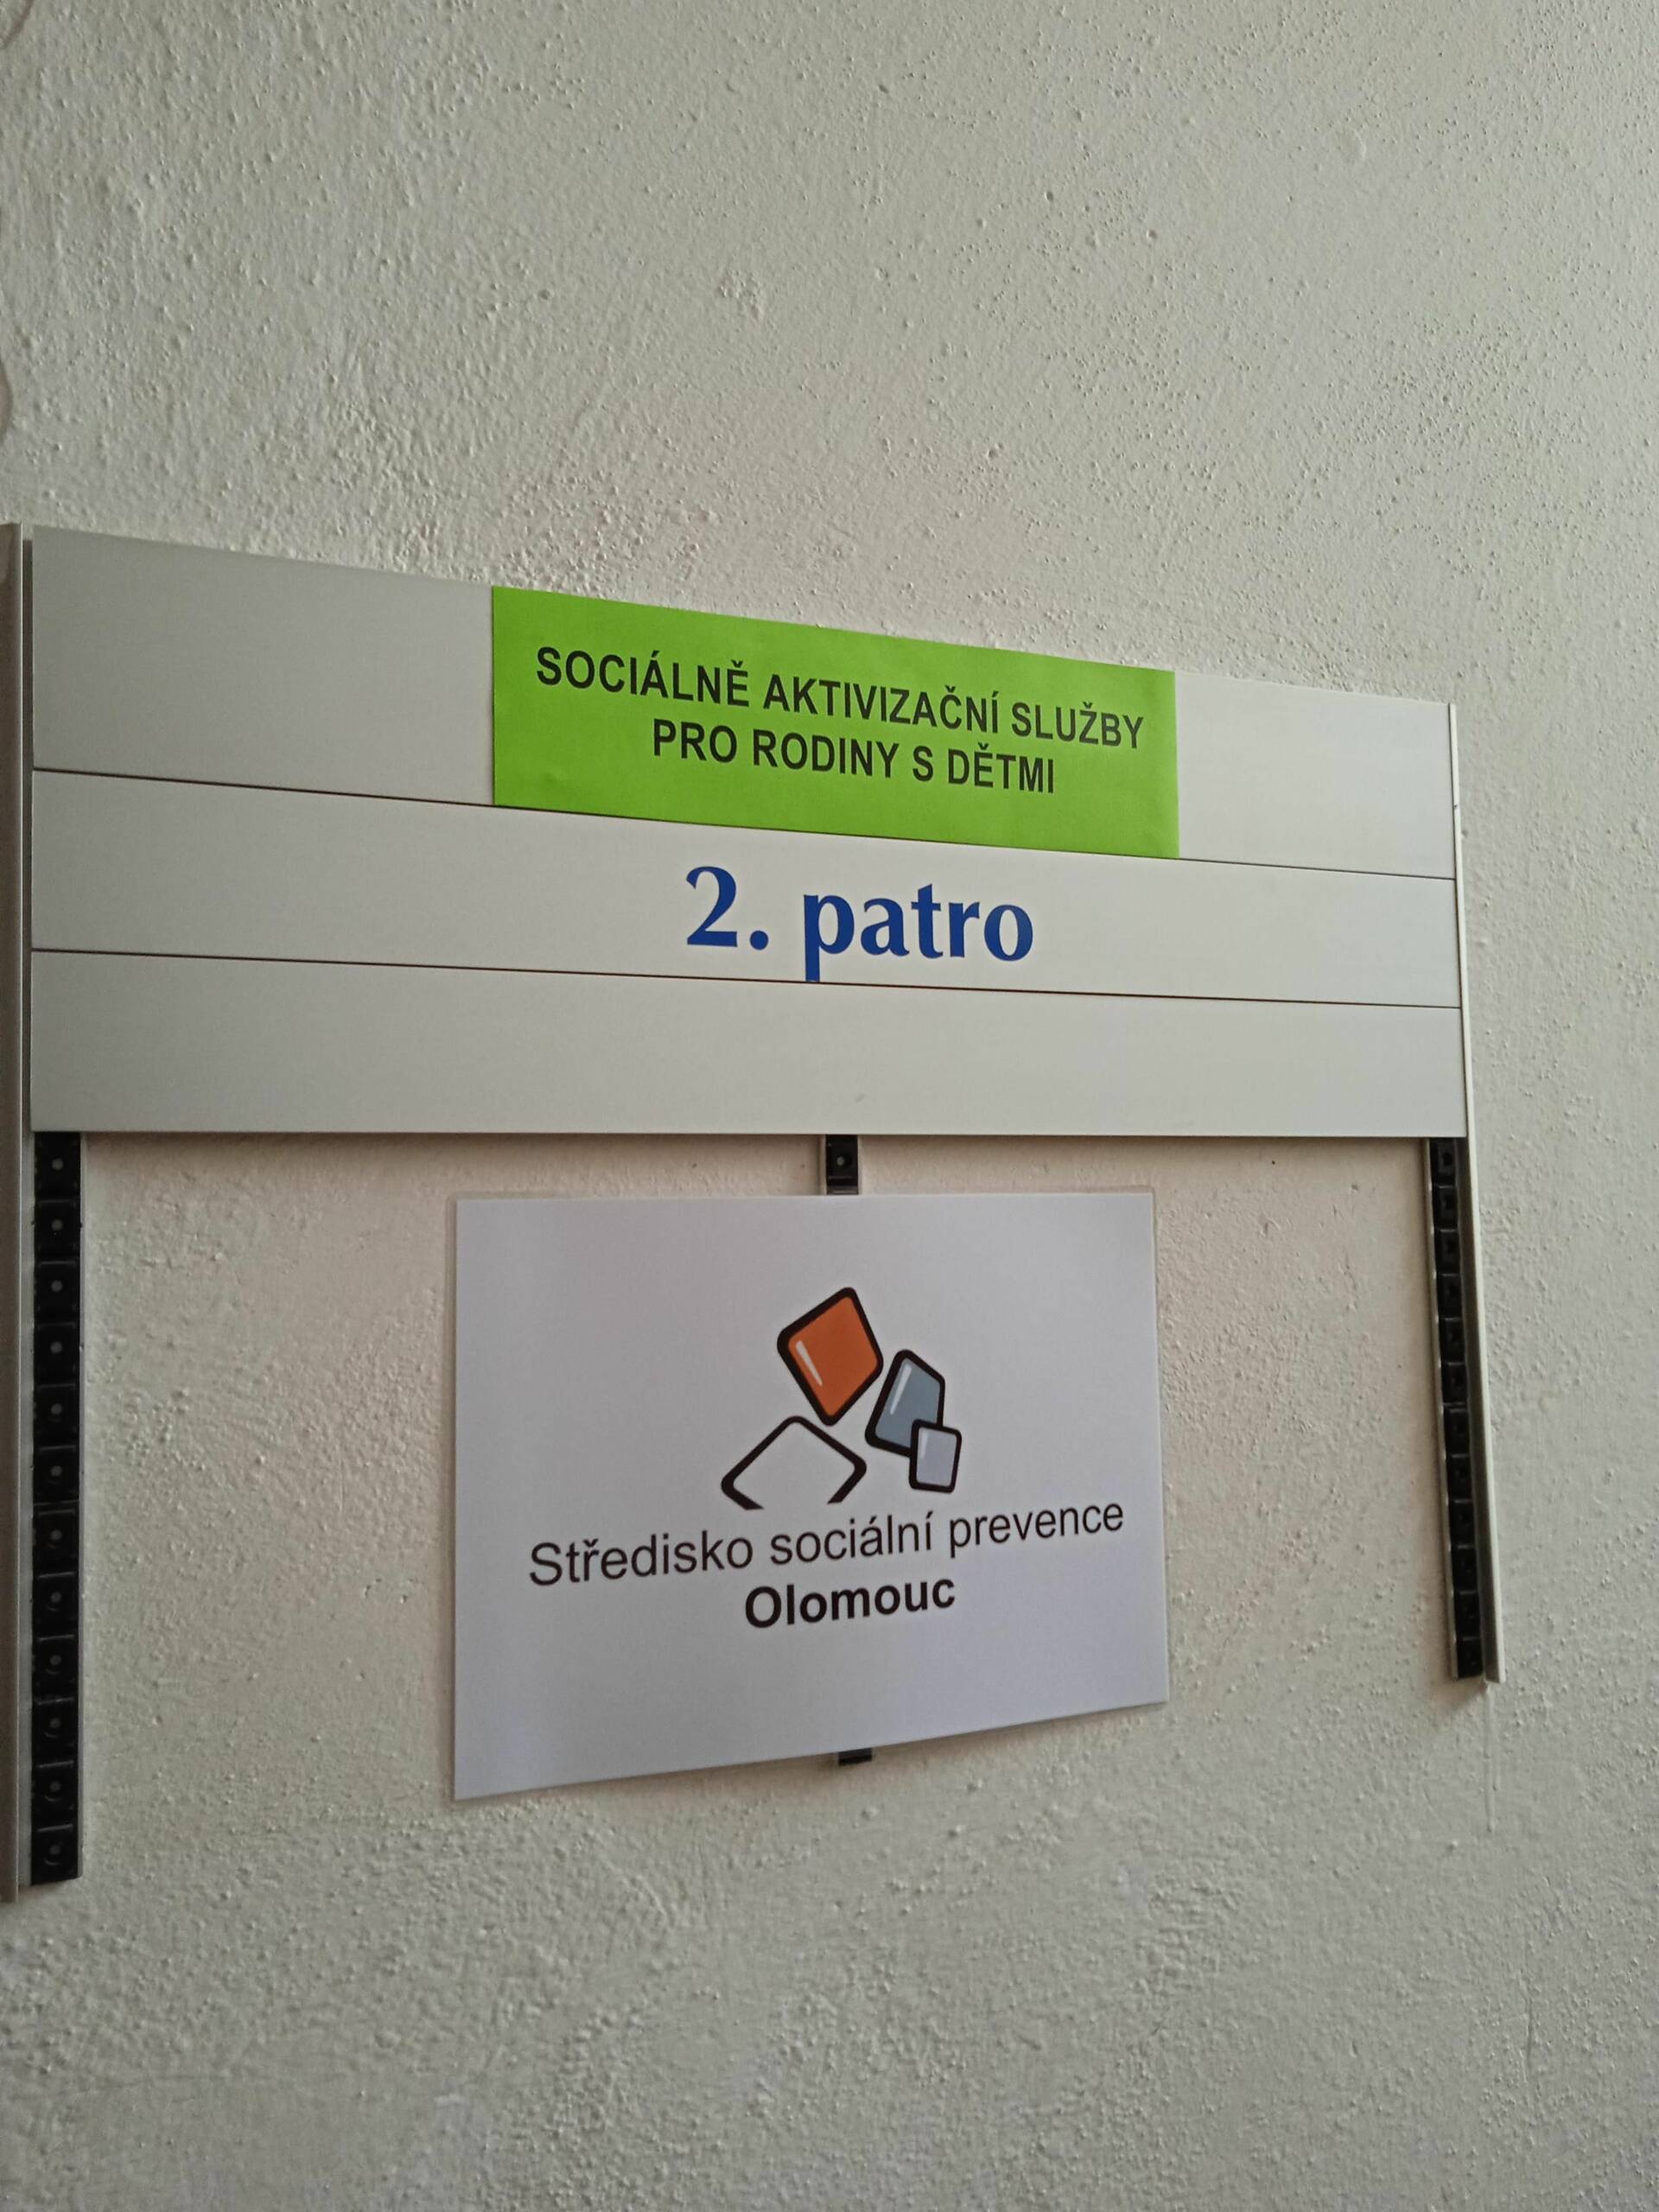 SOCIÁLNĚ AKTIVIZAČNÍ SLUŽBY
PRO RODINY S DĚTMI
2. patro
Středisko sociální prevence
Olomouc